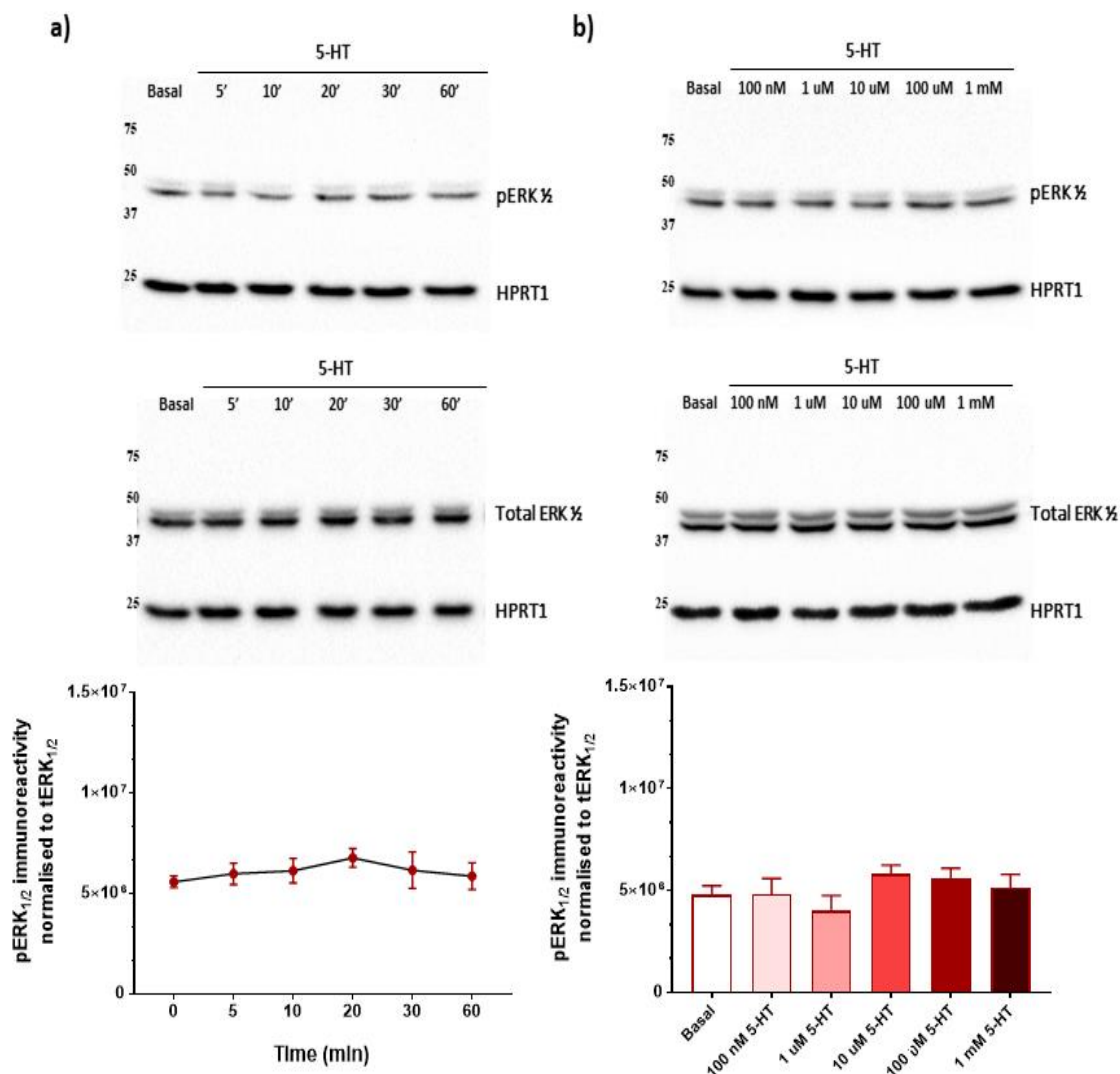 a)
5-HT
Basal 5' 10' 20' 30' 60'
75
50
37
25
pERK ½
HPRT1
5-HT
Basal 5' 10' 20' 30' 60'
75
50
37
25
Total ERK ½
HPRT1
pERK1/2 immunoreactivity
normalised to tERK1/2
1.5×10⁷
1×10⁷
5×10⁶
0
0 5 10 20 30 60
Time (min)
b)
5-HT
Basal 100 nM 1 uM 10 uM 100 uM 1 mM
75
50
37
25
pERK ½
HPRT1
5-HT
Basal 100 nM 1 uM 10 uM 100 uM 1 mM
75
50
37
25
Total ERK ½
HPRT1
pERK1/2 immunoreactivity
normalised to tERK1/2
1.5×10⁷
1×10⁷
5×10⁶
0
Basal
100 nM 5-HT
1 uM 5-HT
10 uM 5-HT
100 µM 5-HT
1 mM 5-HT